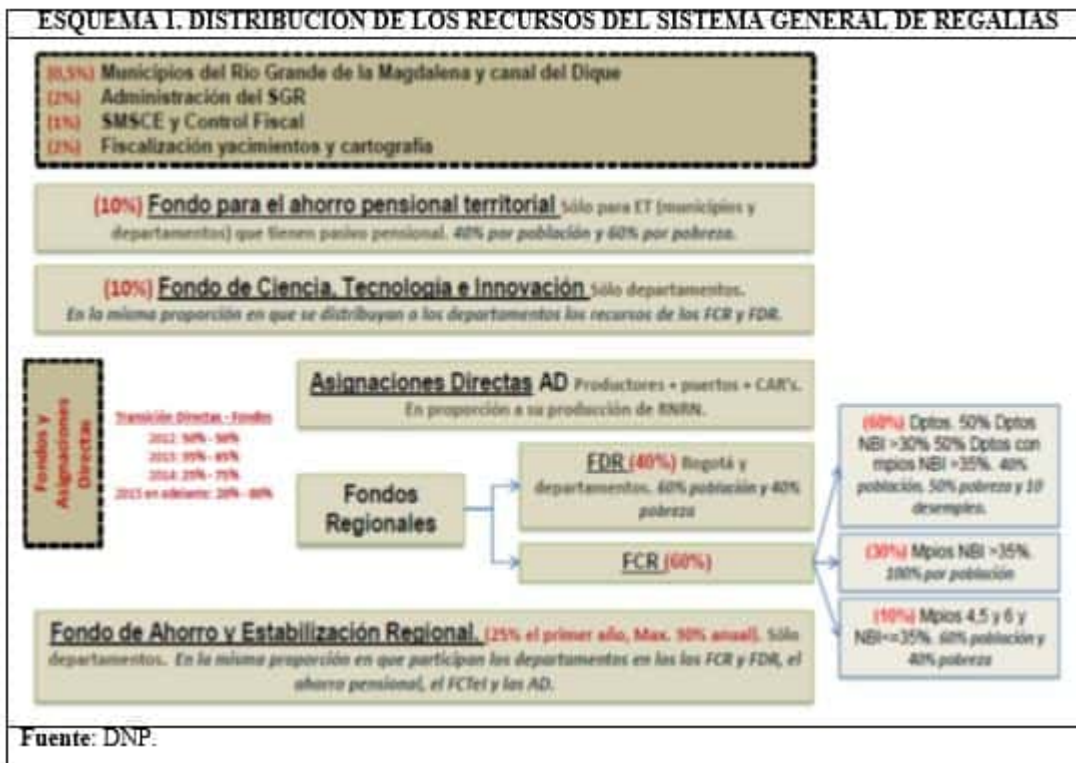 ESQUEMA 1. DISTRIBUCION DE LOS RECURSOS DEL SISTEMA GENERAL DE REGALIAS
(0,5%) Municipios del Río Grande de la Magdalena y canal del Dique
(2%) Administración del SGR
(1%) SMSCE y Control Fiscal
(2%) Fiscalización yacimientos y cartografía
(10%) Fondo para el ahorro pensional territorial Sólo para ET (municipios y
departamentos) que tienen pasivo pensional. 40% por población y 60% por pobreza.
(10%) Fondo de Ciencia, Tecnología e Innovación Sólo departamentos.
En la misma proporción en que se distribuyan a los departamentos los recursos de los FCR y FDR.
Fondos y
Asignaciones
Directas
Transición Directas - Fondos
2012: 50% - 50%
2013: 35% - 65%
2014: 25% - 75%
2015 en adelante: 20% - 80%
Asignaciones Directas AD Productores + puertos + CAR's.
En proporción a su producción de RNRN.
Fondos
Regionales
FDR (40%) Bogotá y
departamentos. 60% población y 40%
pobreza
FCR (60%)
(60%) Dptos. 50% Dptos
NBI >30% 50% Dptos con
mpios NBI >35%. 40%
población, 50% pobreza y 10
desempleo.
(30%) Mpios NBI >35%.
100% por población
(10%) Mpios 4,5 y 6 y
NBI<=35%. 60% población y
40% pobreza
Fondo de Ahorro y Estabilización Regional. (25% el primer año, Max. 30% anual). Sólo
departamentos. En la misma proporción en que participan los departamentos en los los FCR y FDR, el
ahorro pensional, el FCTeI y las AD.
Fuente: DNP.